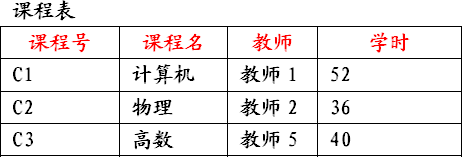 课程表
课程号 课程名 教师 学时
C1 计算机 教师1 52
C2 物理 教师2 36
C3 高数 教师5 40